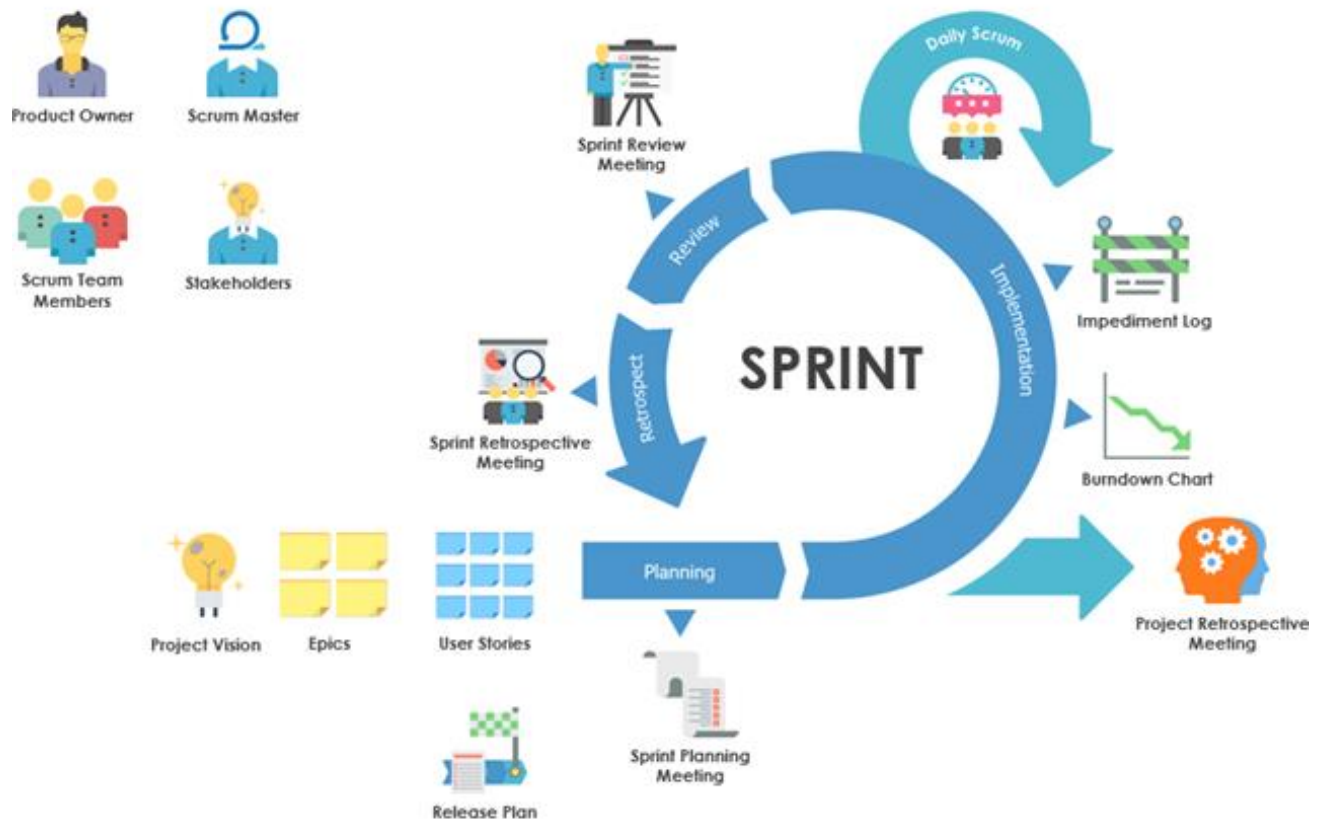 Product Owner
Scrum Master
Scrum Team
Members
Stakeholders
Sprint Review
Meeting
Daily Scrum
Review
Implementation
Impediment Log
SPRINT
Retrospect
Sprint Retrospective
Meeting
Burndown Chart
Project Vision
Epics
User Stories
Planning
Project Retrospective
Meeting
Sprint Planning
Meeting
Release Plan